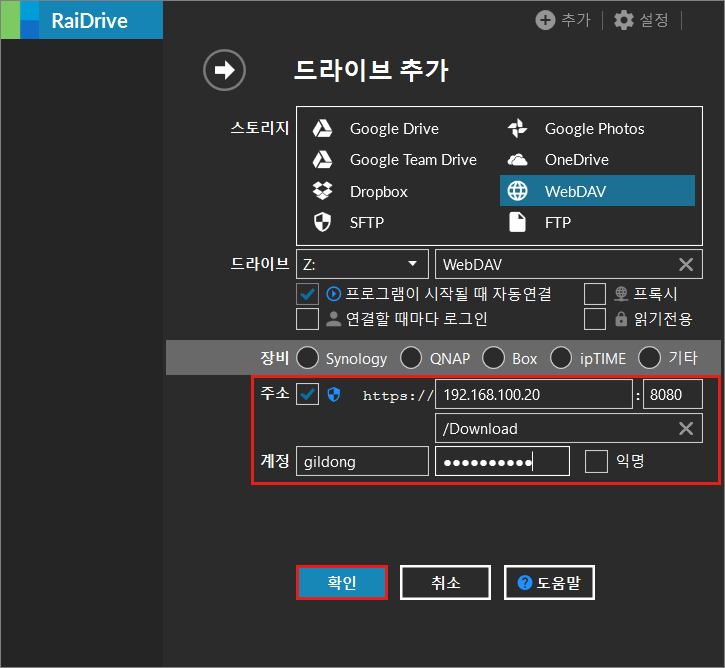 RaiDrive
추가 설정
드라이브 추가
스토리지
Google Drive Google Photos
Google Team Drive OneDrive
Dropbox WebDAV
SFTP FTP
드라이브 Z: WebDAV
프로그램이 시작될 때 자동연결 프록시
연결할 때마다 로그인 읽기전용
장비 Synology QNAP Box ipTIME 기타
주소 https:// 192.168.100.20 : 8080
/Download
계정 gildong ●●●●●●●●●● 익명
확인 취소 ? 도움말